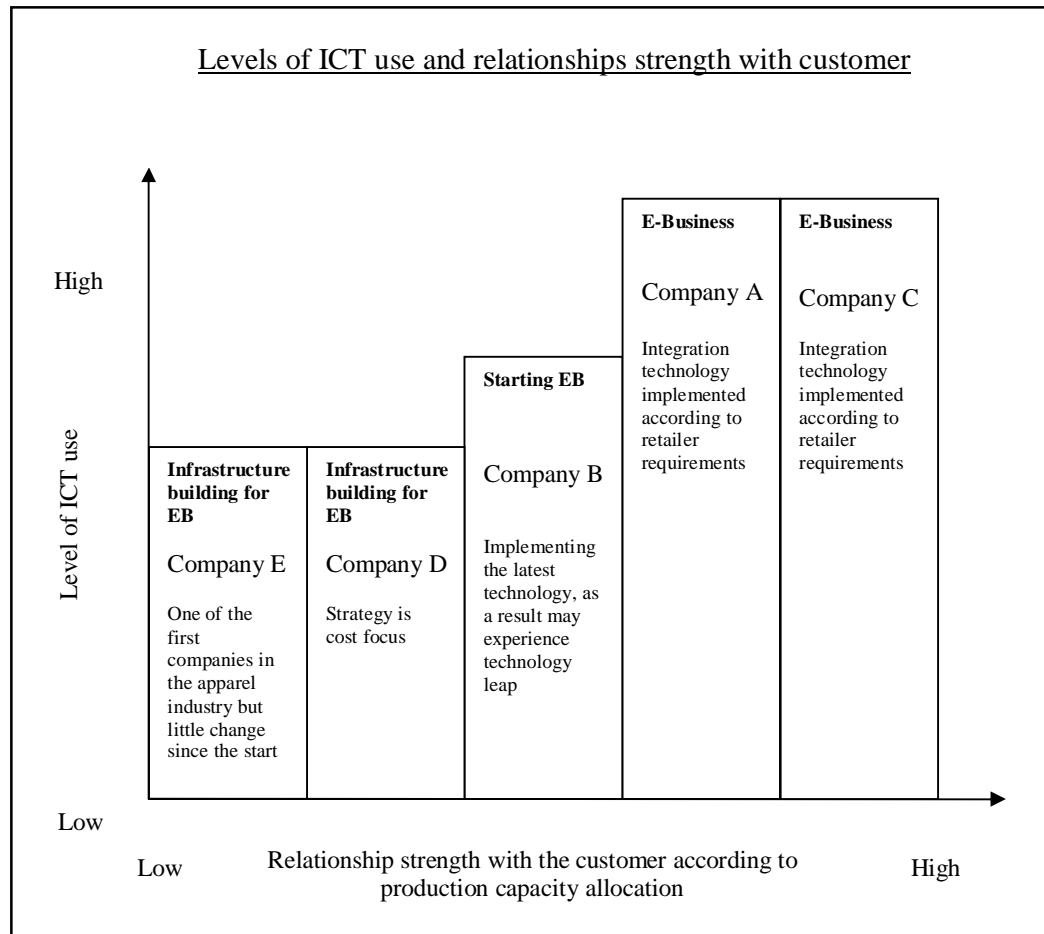 Levels of ICT use and relationships strength with customer
High
Level of ICT use
Low
Infrastructure
building for
EB
Company E
One of the
first
companies in
the apparel
industry but
little change
since the start
Infrastructure
building for
EB
Company D
Strategy is
cost focus
Starting EB
Company B
Implementing
the latest
technology, as
a result may
experience
technology
leap
E-Business
Company A
Integration
technology
implemented
according to
retailer
requirements
E-Business
Company C
Integration
technology
implemented
according to
retailer
requirements
Low
Relationship strength with the customer according to
production capacity allocation
High